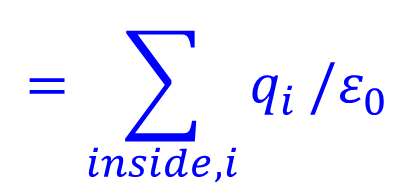 = ∑ qᵢ /ε₀
inside,i